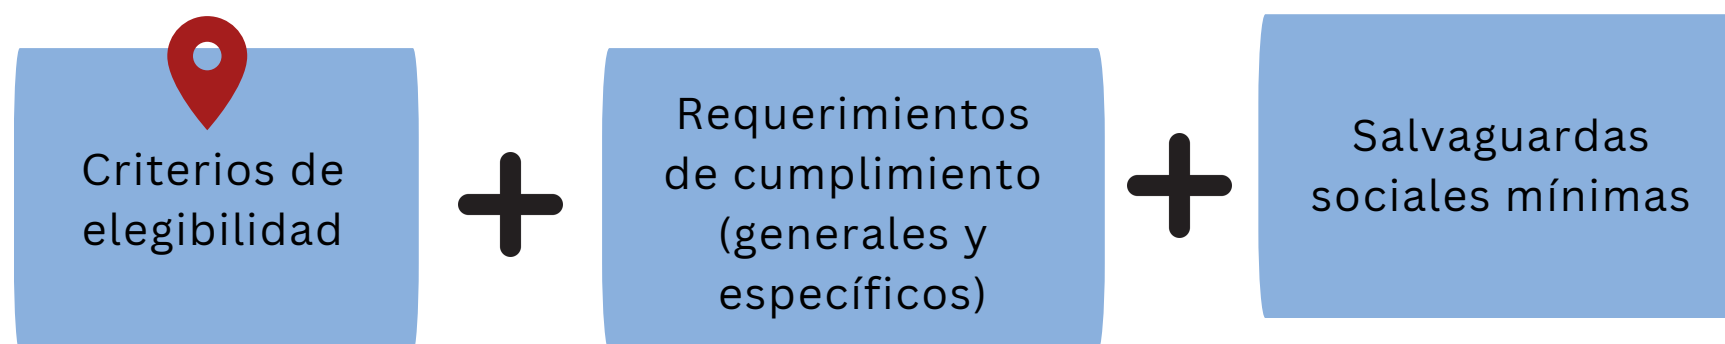 Criterios de
elegibilidad
Requerimientos
de cumplimiento
(generales y
específicos)
Salvaguardas
sociales mínimas